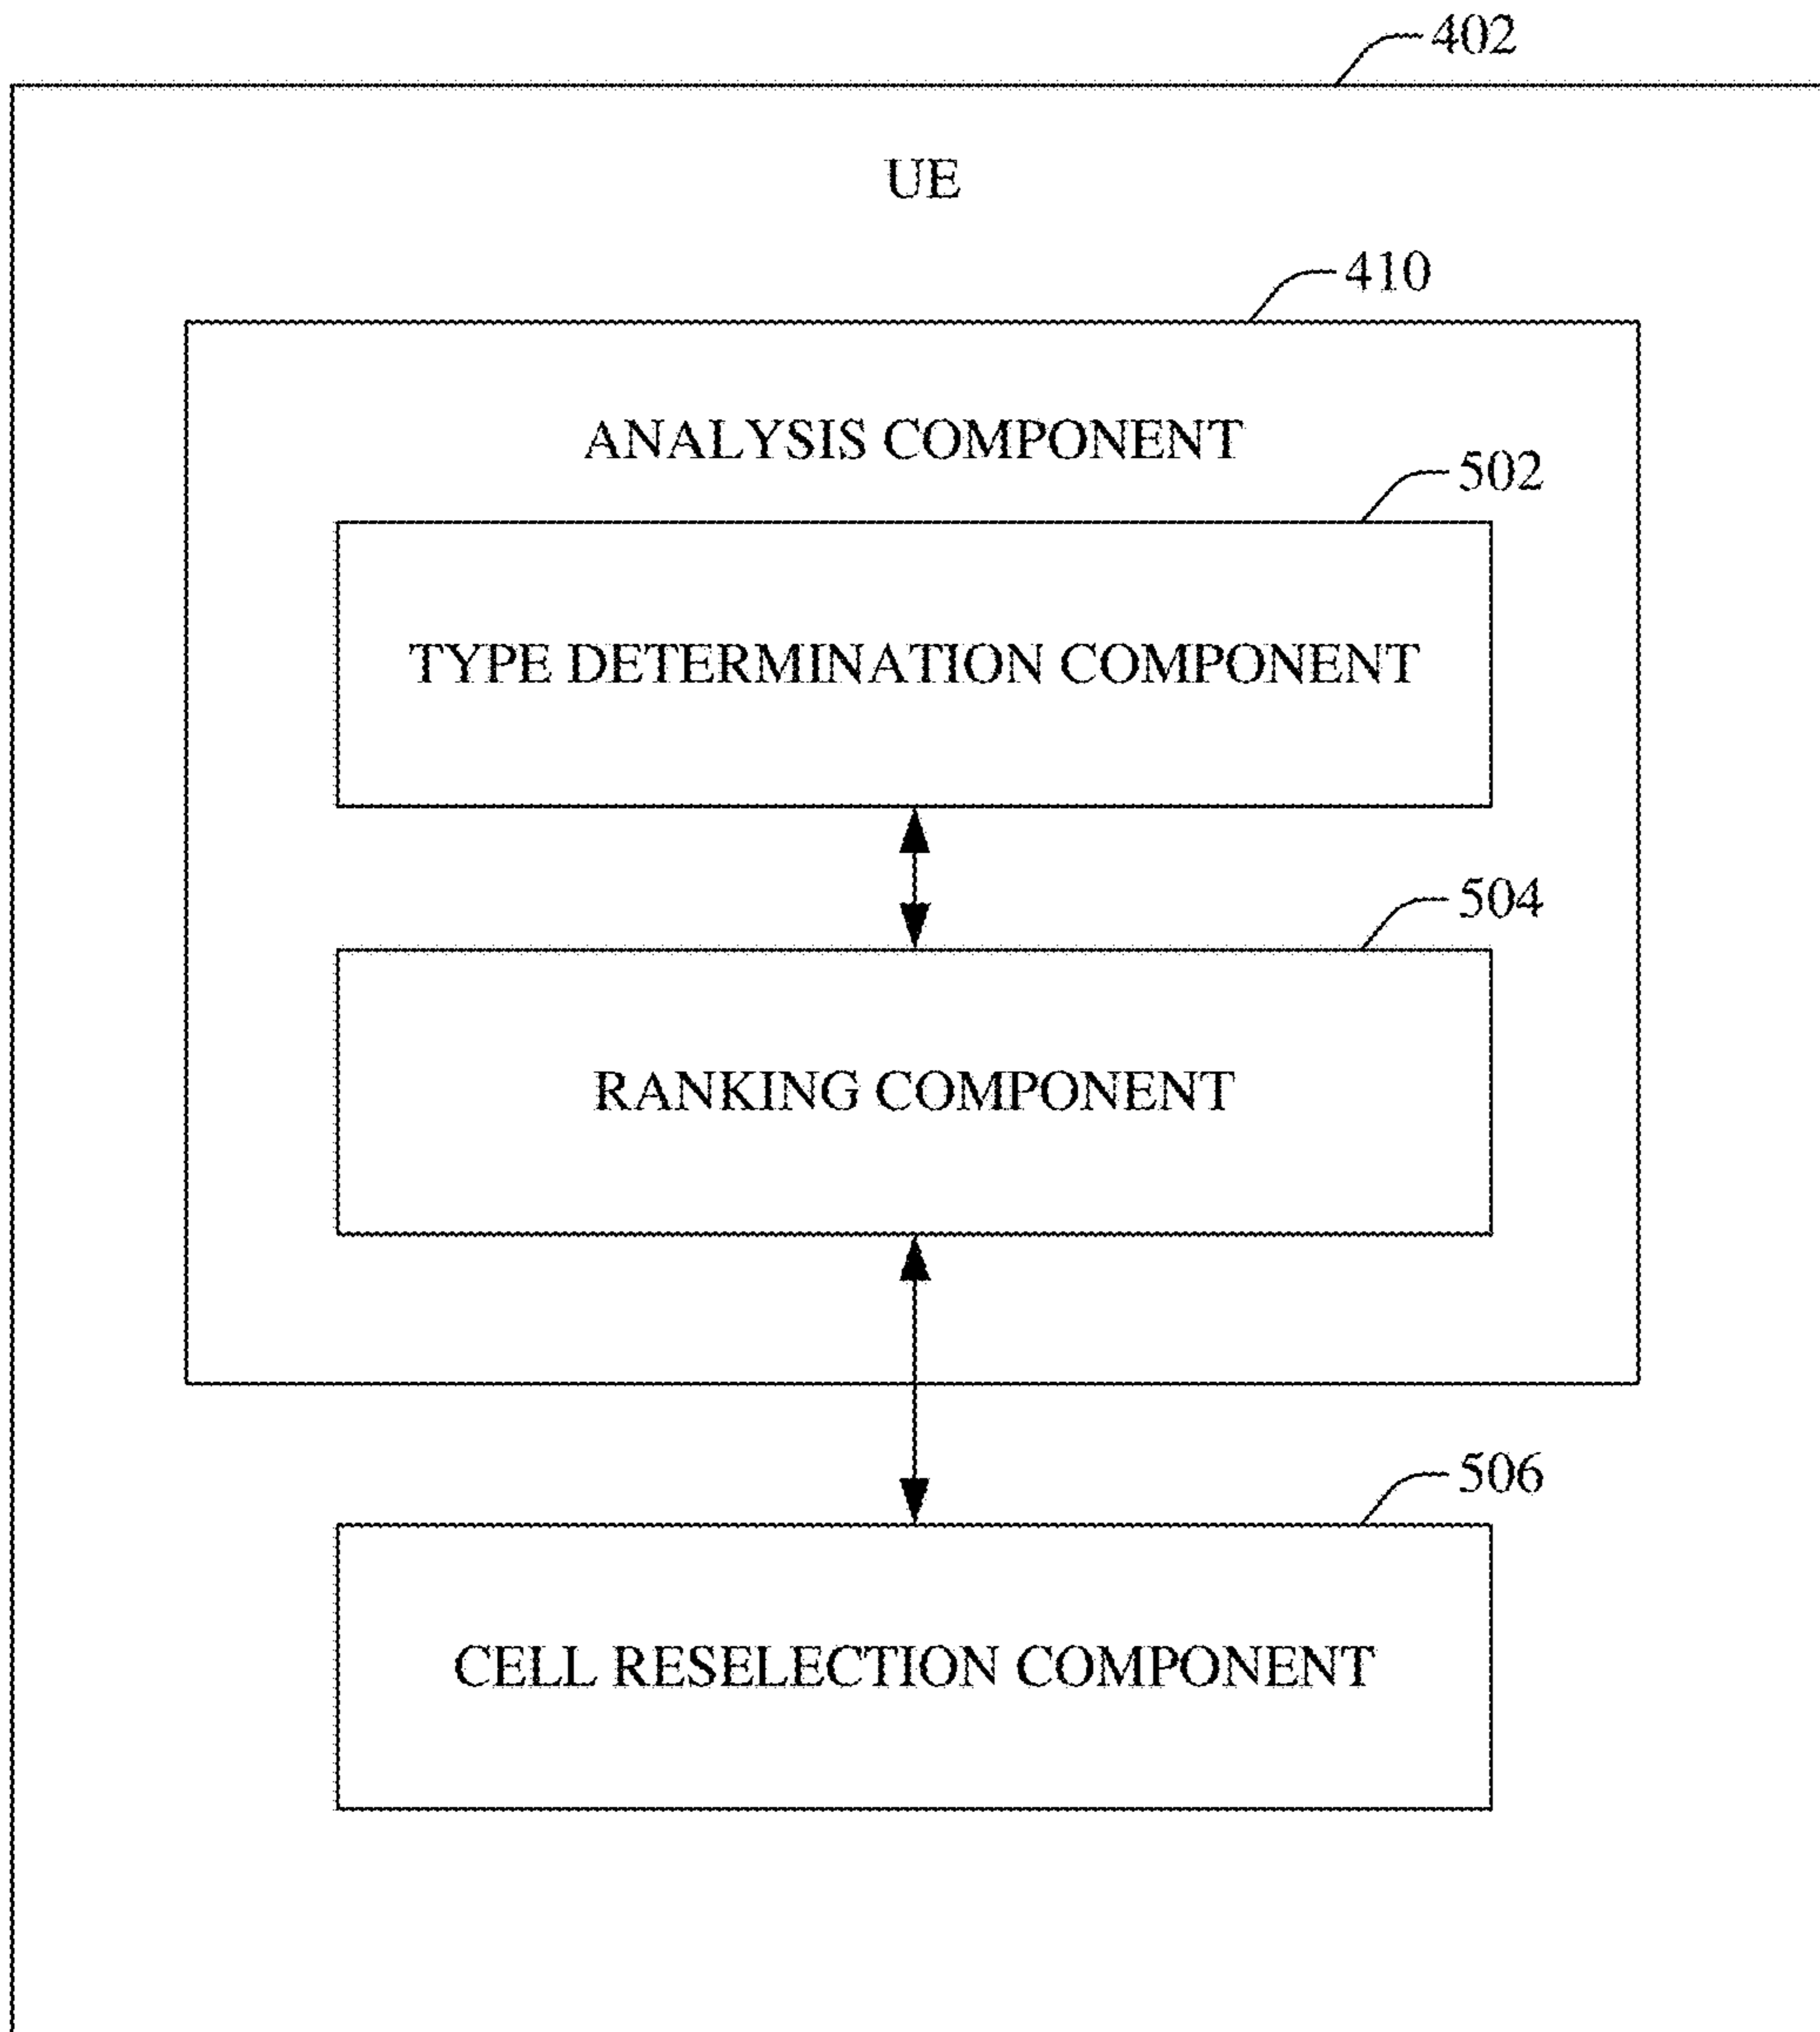 402
UE
410
ANALYSIS COMPONENT
502
TYPE DETERMINATION COMPONENT
504
RANKING COMPONENT
506
CELL RESELECTION COMPONENT